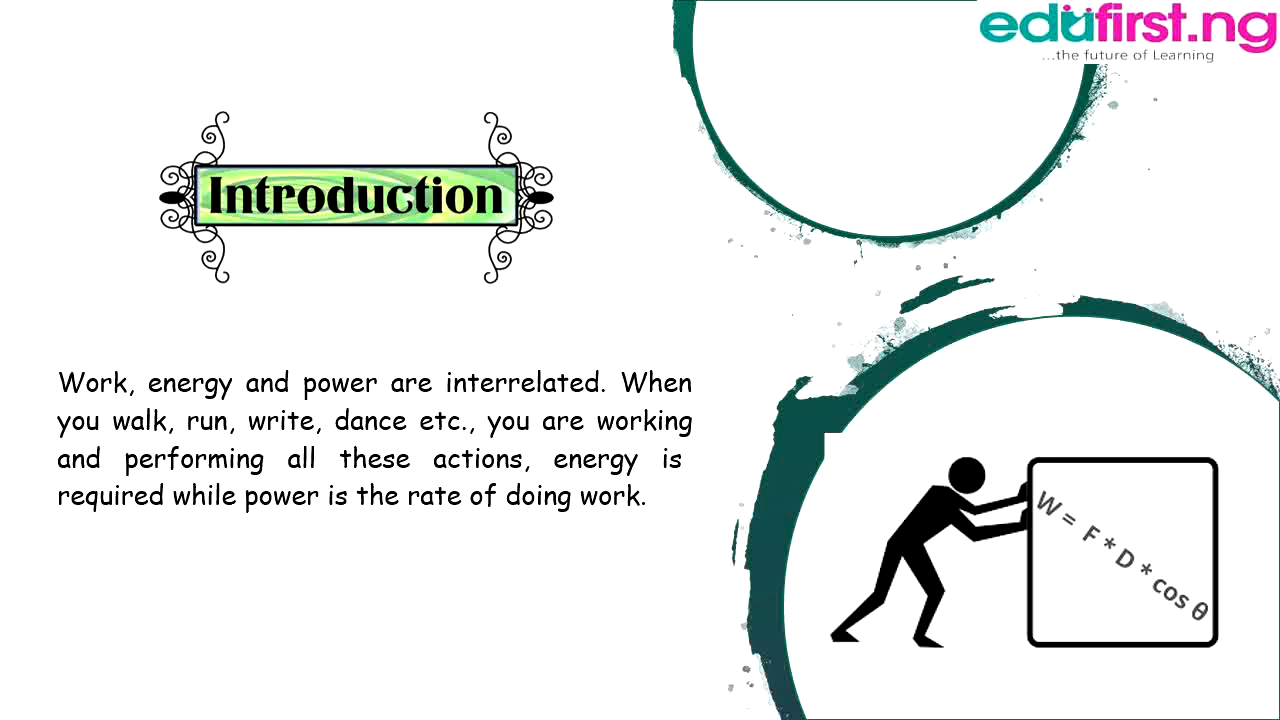 edufirst.ng
...the future of Learning
Introduction
Work, energy and power are interrelated. When
you walk, run, write, dance etc., you are working
and performing all these actions, energy is
required while power is the rate of doing work.
W = F * D * cos θ